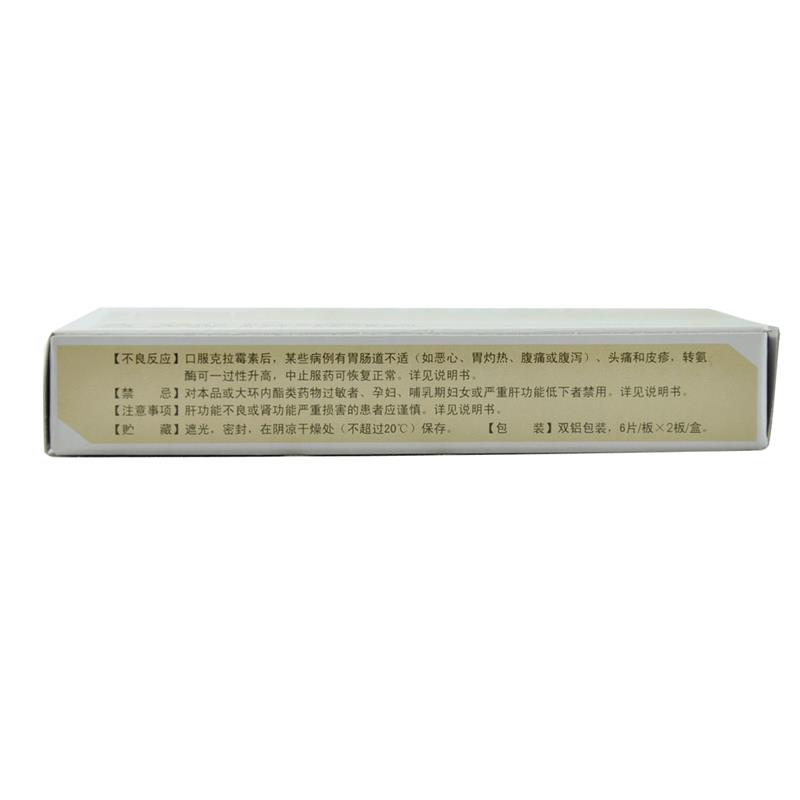 【不良反应】口服克拉霉素后，某些病例有胃肠道不适（如恶心、胃灼热、腹痛或腹泻）、头痛和皮疹，转氨
酶可一过性升高，中止服药可恢复正常。详见说明书。
【禁　　忌】对本品或大环内酯类药物过敏者、孕妇、哺乳期妇女或严重肝功能低下者禁用。详见说明书。
【注意事项】肝功能不良或肾功能严重损害的患者应谨慎。详见说明书。
【贮　　藏】遮光，密封，在阴凉干燥处（不超过20℃）保存。　　【包　　装】双铝包装，6片/板×2板/盒。